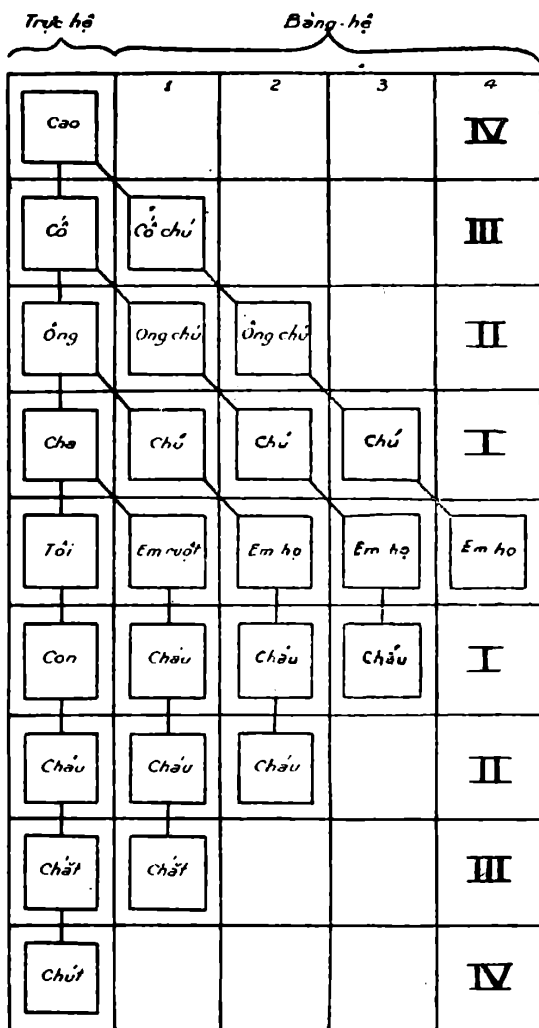 Trực hệ Bàng-hệ
1 2 3 4
Cao IV
Cố Cố chú III
Ông Ông chú Ông chú II
Cha Chú Chú Chú I
Tôi Em ruột Em họ Em họ Em họ
Con Cháu Cháu Cháu I
Cháu Cháu Cháu II
Chắt Chắt III
Chút IV